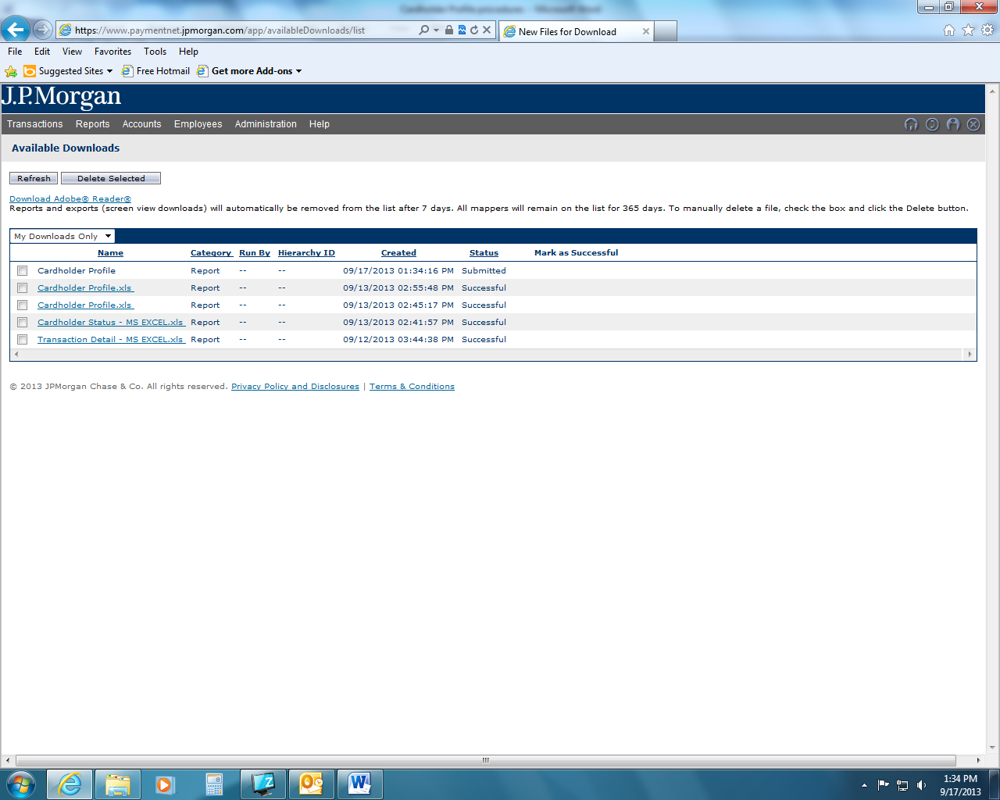 Cardholder Profile procedures - Microsoft Word
https://www.paymentnet.jpmorgan.com/app/availableDownloads/list
New Files for Download
File Edit View Favorites Tools Help
Suggested Sites Free Hotmail Get more Add-ons
J.P.Morgan
Transactions Reports Accounts Employees Administration Help
Available Downloads
Refresh Delete Selected
Download Adobe® Reader®
Reports and exports (screen view downloads) will automatically be removed from the list after 7 days. All mappers will remain on the list for 365 days. To manually delete a file, check the box and click the Delete button.
My Downloads Only
Name Category Run By Hierarchy ID Created Status Mark as Successful
Cardholder Profile Report -- -- 09/17/2013 01:34:16 PM Submitted
Cardholder Profile.xls Report -- -- 09/13/2013 02:55:48 PM Successful
Cardholder Profile.xls Report -- -- 09/13/2013 02:45:17 PM Successful
Cardholder Status - MS EXCEL.xls Report -- -- 09/13/2013 02:41:57 PM Successful
Transaction Detail - MS EXCEL.xls Report -- -- 09/12/2013 03:44:38 PM Successful
© 2013 JPMorgan Chase & Co. All rights reserved. Privacy Policy and Disclosures | Terms & Conditions
1:34 PM
9/17/2013